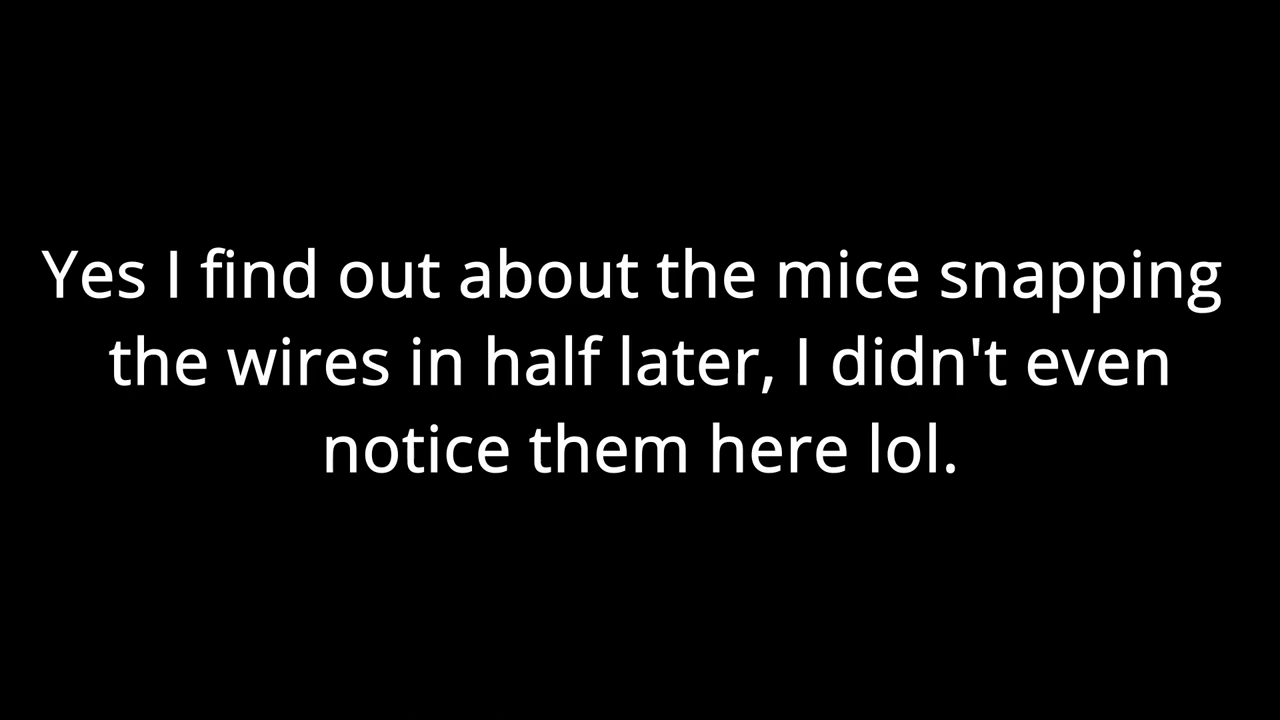 Yes I find out about the mice snapping
the wires in half later, I didn't even
notice them here lol.